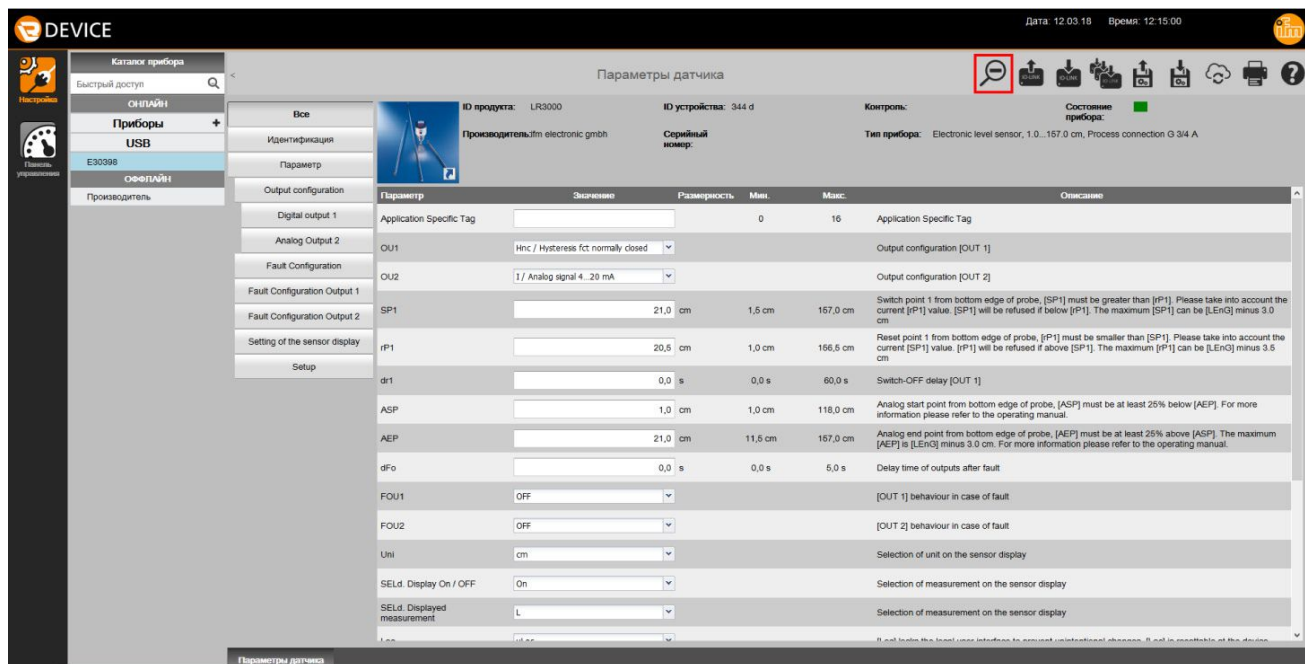 DEVICE
Дата: 12.03.18 Время: 12:15:00
ifm
Настройка
Панель управления
Каталог прибора
Быстрый доступ
ОНЛАЙН
Приборы +
USB
E30398
ОФФЛАЙН
Производитель
<
Параметры датчика
IO-LINK
IO-LINK
Все
Идентификация
Параметр
Output configuration
Digital output 1
Analog Output 2
Fault Configuration
Fault Configuration Output 1
Fault Configuration Output 2
Setting of the sensor display
Setup
ID продукта: LR3000
ID устройства: 344 d
Контроль:
Состояние прибора:
Производитель:ifm electronic gmbh
Серийный номер:
Тип прибора: Electronic level sensor, 1.0...157.0 cm, Process connection G 3/4 A
Параметр Значение Размерность Мин. Макс. Описание
Application Specific Tag 0 16 Application Specific Tag
OU1 Hnc / Hysteresis fct normally closed Output configuration [OUT 1]
OU2 I / Analog signal 4...20 mA Output configuration [OUT 2]
SP1 21,0 cm 1,5 cm 157,0 cm Switch point 1 from bottom edge of probe, [SP1] must be greater than [rP1]. Please take into account the
current [rP1] value. [SP1] will be refused if below [rP1]. The maximum [SP1] can be [LEnG] minus 3.0
cm
rP1 20,5 cm 1,0 cm 156,5 cm Reset point 1 from bottom edge of probe, [rP1] must be smaller than [SP1]. Please take into account the
current [SP1] value. [rP1] will be refused if above [SP1]. The maximum [rP1] can be [LEnG] minus 3.5
cm
dr1 0,0 s 0,0 s 60,0 s Switch-OFF delay [OUT 1]
ASP 1,0 cm 1,0 cm 118,0 cm Analog start point from bottom edge of probe, [ASP] must be at least 25% below [AEP]. For more
information please refer to the operating manual.
AEP 21,0 cm 11,5 cm 157,0 cm Analog end point from bottom edge of probe, [AEP] must be at least 25% above [ASP]. The maximum
[AEP] is [LEnG] minus 3.0 cm. For more information please refer to the operating manual.
dFo 0,0 s 0,0 s 5,0 s Delay time of outputs after fault
FOU1 OFF [OUT 1] behaviour in case of fault
FOU2 OFF [OUT 2] behaviour in case of fault
Uni cm Selection of unit on the sensor display
SELd. Display On / OFF On Selection of measurement on the sensor display
SELd. Displayed
measurement L Selection of measurement on the sensor display
Параметры датчика